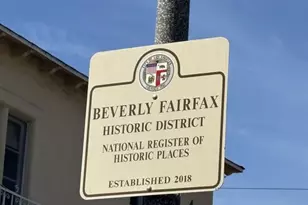 BEVERLY FAIRFAX
HISTORIC DISTRICT
NATIONAL REGISTER OF
HISTORIC PLACES
ESTABLISHED 2018